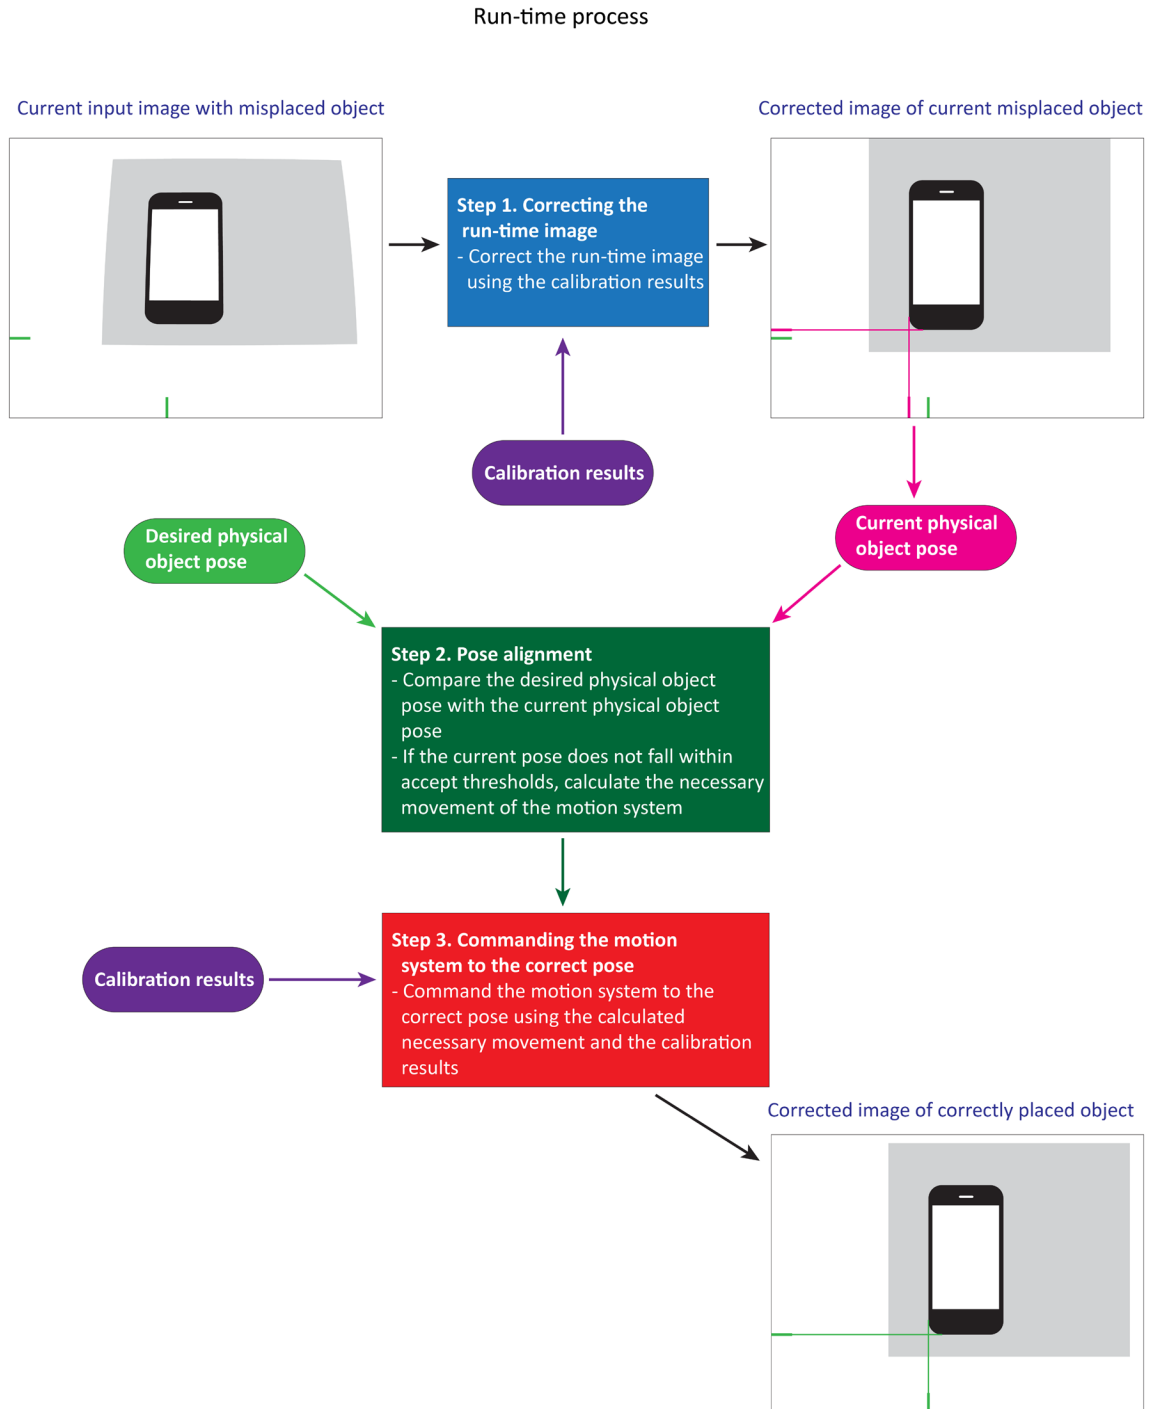 Run-time process
Current input image with misplaced object
Corrected image of current misplaced object
Step 1. Correcting the
run-time image
- Correct the run-time image
using the calibration results
Calibration results
Desired physical
object pose
Current physical
object pose
Step 2. Pose alignment
- Compare the desired physical object
pose with the current physical object
pose
- If the current pose does not fall within
accept thresholds, calculate the necessary
movement of the motion system
Step 3. Commanding the motion
system to the correct pose
- Command the motion system to the
correct pose using the calculated
necessary movement and the calibration
results
Calibration results
Corrected image of correctly placed object